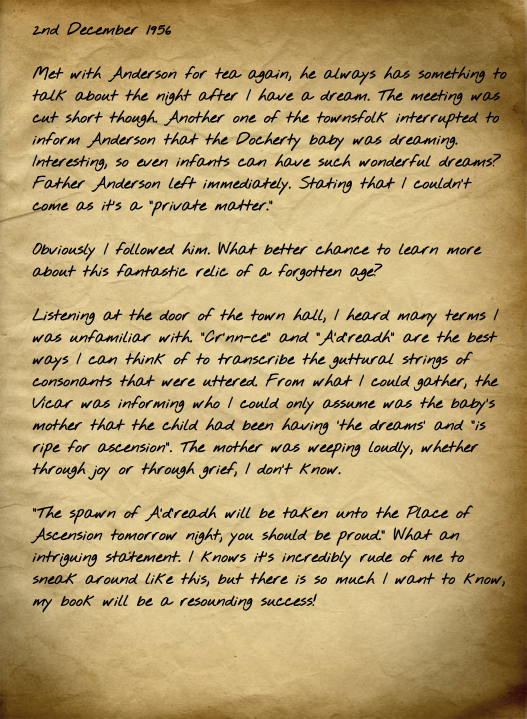 2nd December 1956
Met with Anderson for tea again, he always has something to
talk about the night after I have a dream. The meeting was
cut short though. Another one of the townsfolk interrupted to
inform Anderson that the Docherty baby was dreaming.
Interesting, so even infants can have such wonderful dreams?
Father Anderson left immediately. Stating that I couldn't
come as it's a "private matter."
Obviously I followed him. What better chance to learn more
about this fantastic relic of a forgotten age?
Listening at the door of the town hall, I heard many terms I
was unfamiliar with. "Cr'nn-ce" and "A'd'readh" are the best
ways I can think of to transcribe the guttural strings of
consonants that were uttered. From what I could gather, the
Vicar was informing who I could only assume was the baby's
mother that the child had been having 'the dreams' and "is
ripe for ascension". The mother was weeping loudly, whether
through joy or through grief, I don't know.
"The spawn of A'd'readh will be taken unto the Place of
Ascension tomorrow night, you should be proud." What an
intriguing statement. I knows it's incredibly rude of me to
sneak around like this, but there is so much I want to know,
my book will be a resounding success!